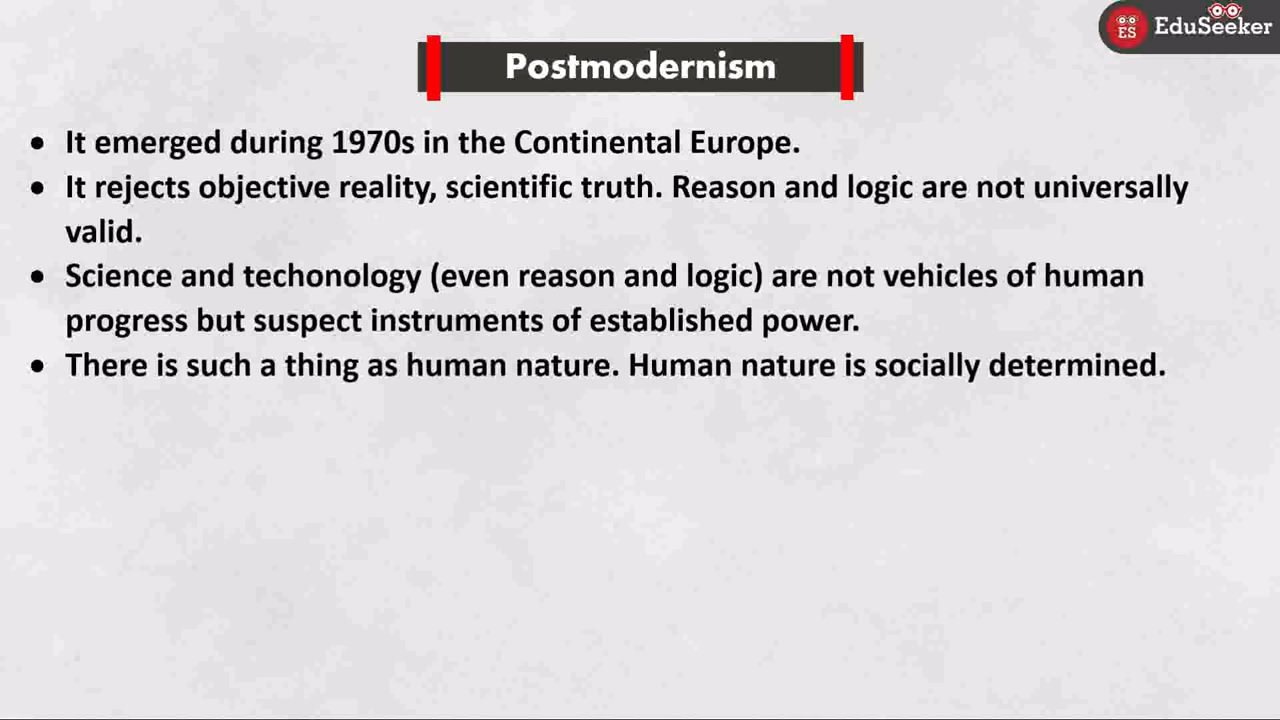 ES EduSeeker
Postmodernism
• It emerged during 1970s in the Continental Europe.
• It rejects objective reality, scientific truth. Reason and logic are not universally
valid.
• Science and techonology (even reason and logic) are not vehicles of human
progress but suspect instruments of established power.
• There is such a thing as human nature. Human nature is socially determined.